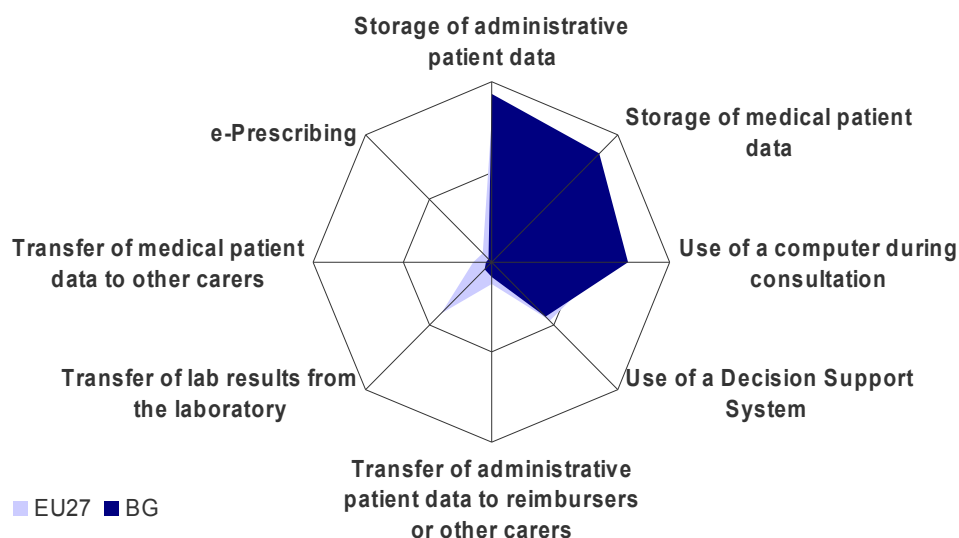 Storage of administrative
patient data
Storage of medical patient
data
e-Prescribing
Transfer of medical patient
data to other carers
Use of a computer during
consultation
Transfer of lab results from
the laboratory
Use of a Decision Support
System
Transfer of administrative
patient data to reimbursers
or other carers
EU27 BG